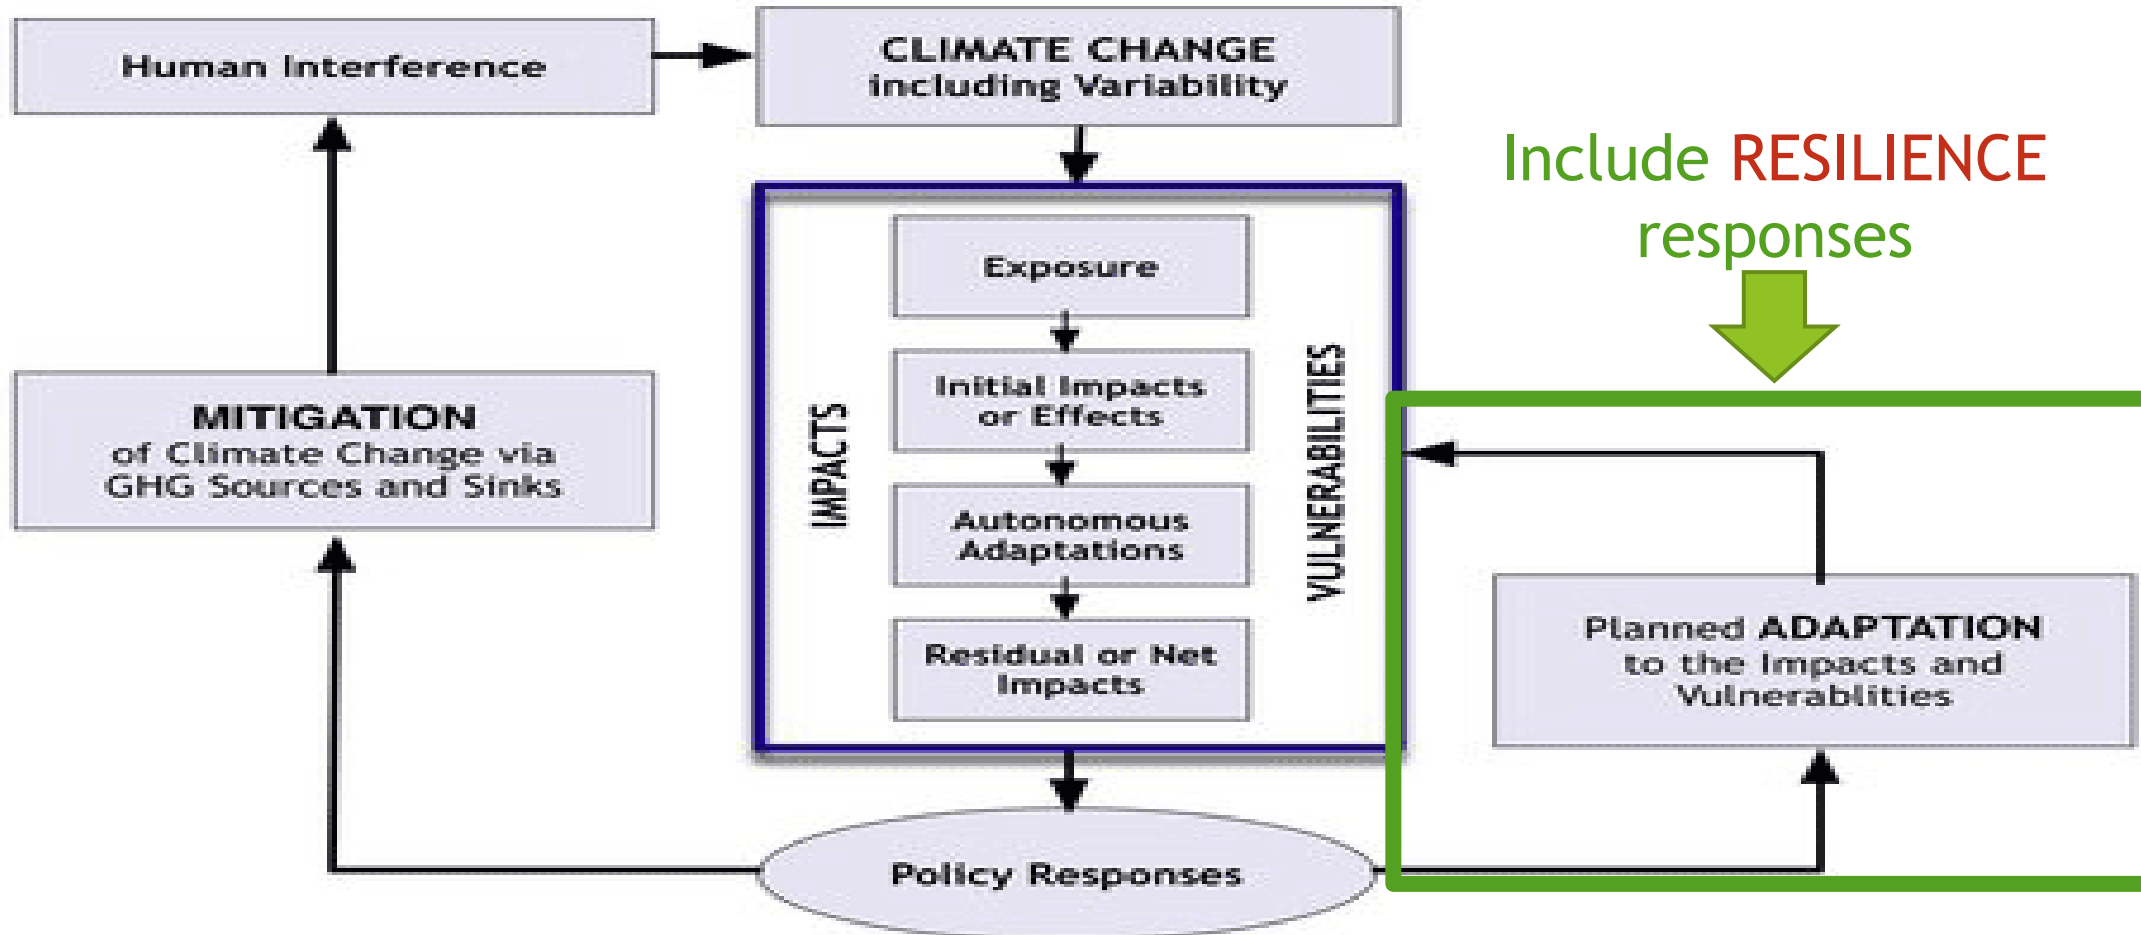 Human Interference
CLIMATE CHANGE
including Variability
Include RESILIENCE
responses
Exposure
Initial Impacts
or Effects
Autonomous
Adaptations
Residual or Net
Impacts
IMPACTS
VULNERABILITIES
MITIGATION
of Climate Change via
GHG Sources and Sinks
Planned ADAPTATION
to the Impacts and
Vulnerablities
Policy Responses